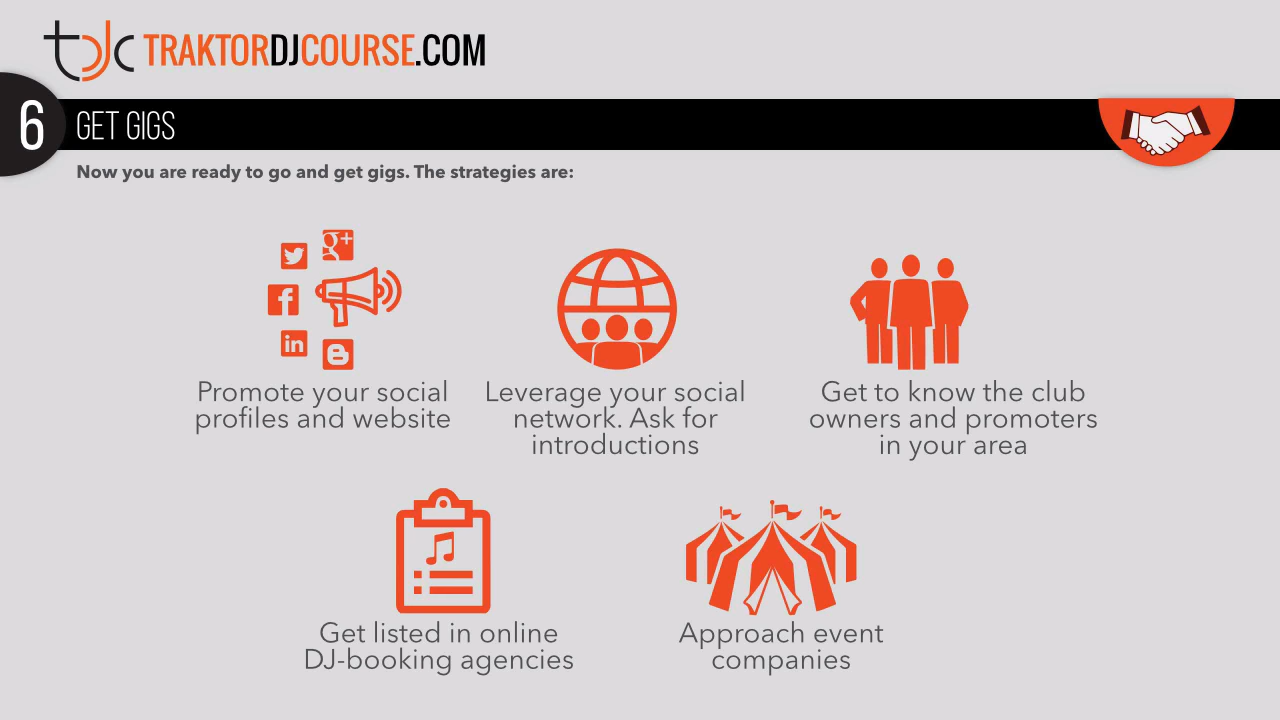 tdjc TRAKTORDJCOURSE.COM
6 GET GIGS
Now you are ready to go and get gigs. The strategies are:
g+
f
in
B
Promote your social
profiles and website
Leverage your social
network. Ask for
introductions
Get to know the club
owners and promoters
in your area
Get listed in online
DJ-booking agencies
Approach event
companies